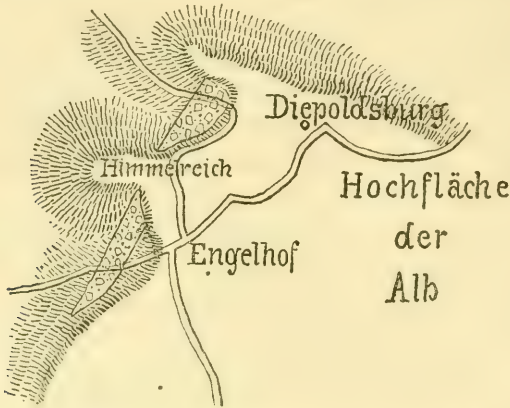 Diepoldsburg
Himmelreich
Hochfläche
der
Alb
Engelhof